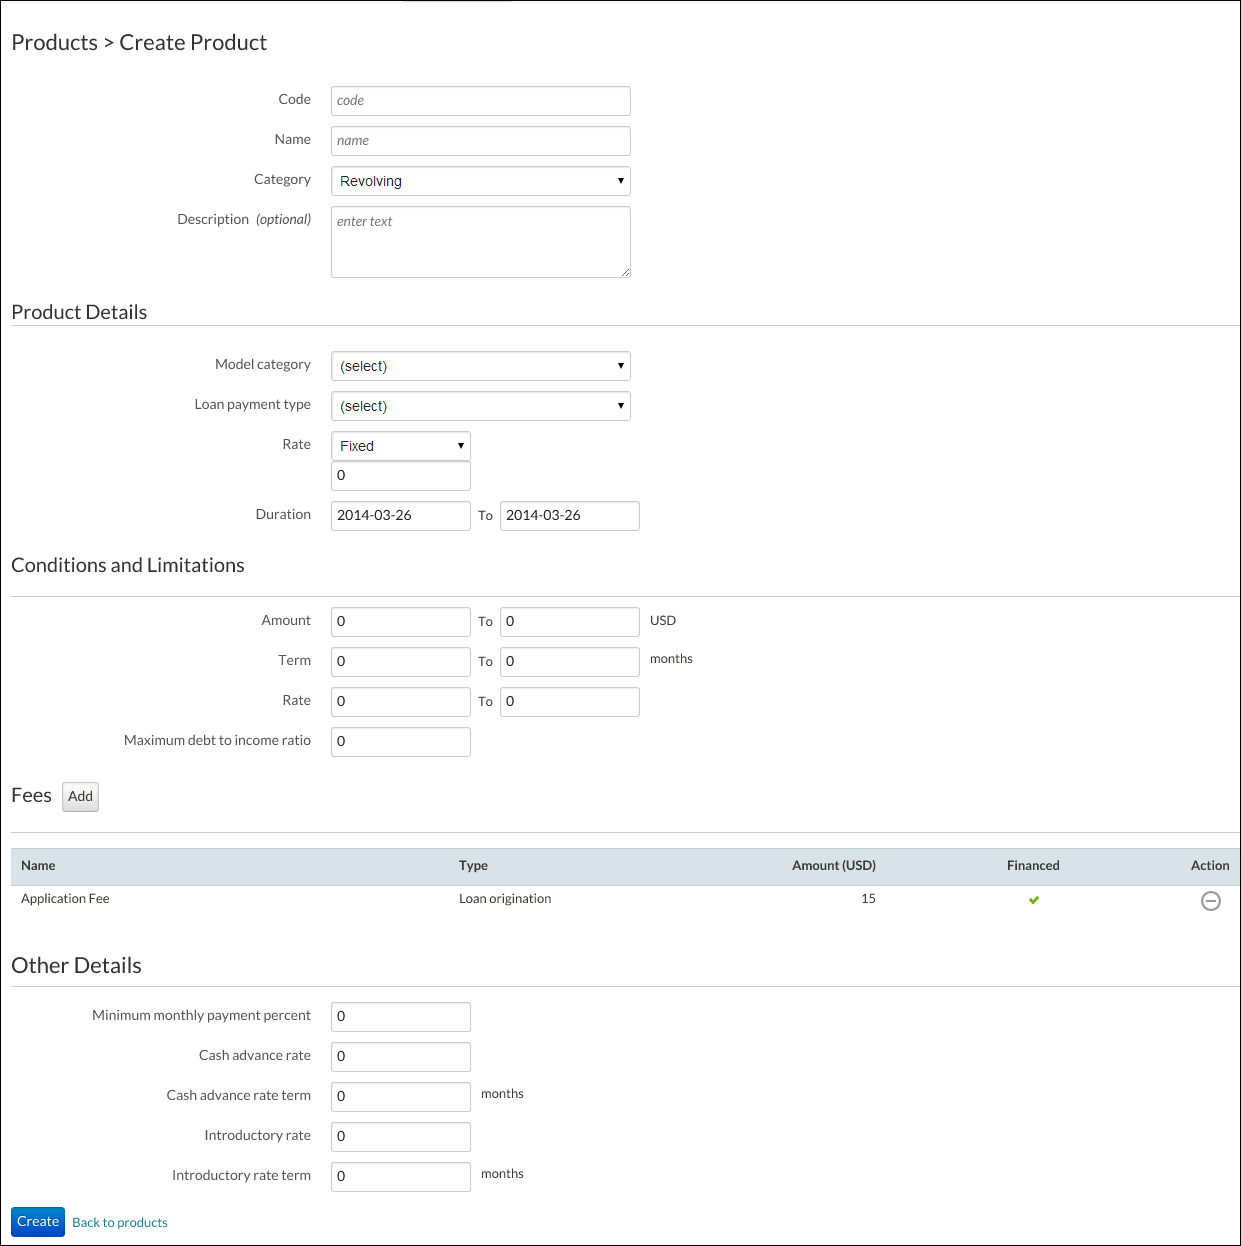 Products > Create Product
Code code
Name name
Category Revolving
Description (optional) enter text
Product Details
Model category (select)
Loan payment type (select)
Rate Fixed
0
Duration 2014-03-26 To 2014-03-26
Conditions and Limitations
Amount 0 To 0 USD
Term 0 To 0 months
Rate 0 To 0
Maximum debt to income ratio 0
Fees Add
Name Type Amount (USD) Financed Action
Application Fee Loan origination 15
Other Details
Minimum monthly payment percent 0
Cash advance rate 0
Cash advance rate term 0 months
Introductory rate 0
Introductory rate term 0 months
Create Back to products